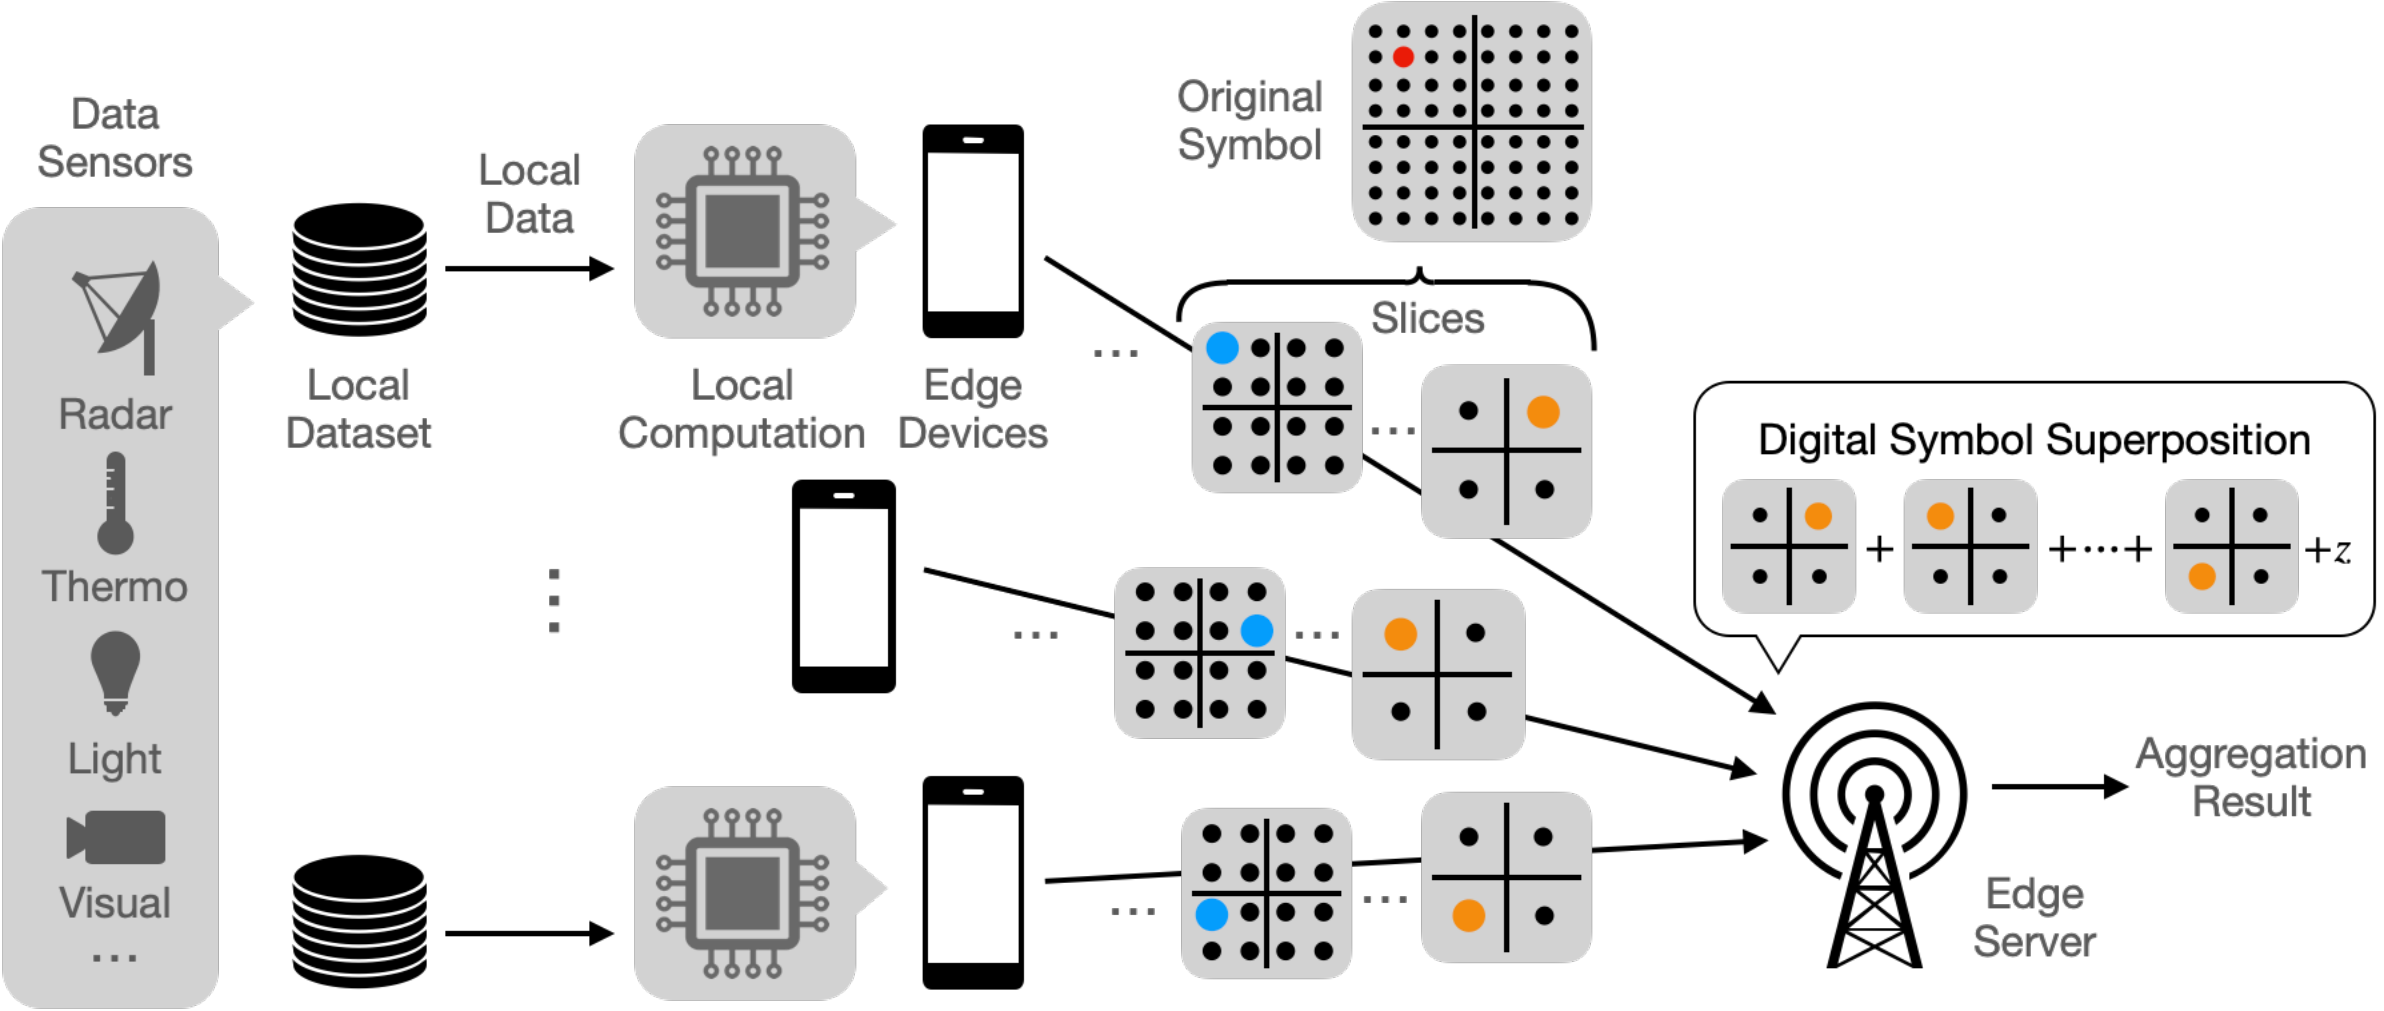 Data
Sensors
Radar
Thermo
Light
Visual
...
Local
Dataset
Local
Data
Local
Computation
Edge
Devices
Original
Symbol
Slices
...
...
...
...
...
...
Digital Symbol Superposition
+ +···+ +z
Edge
Server
Aggregation
Result